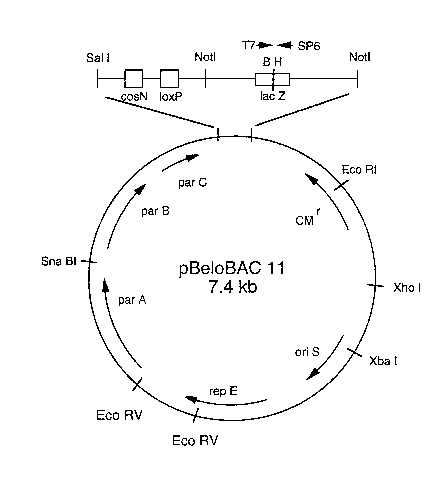 T7 SP6
Sal I NotI B H NotI
cosN loxP lac Z
par C
Eco RI
par B
CM r
Sna BI
pBeloBAC 11
7.4 kb
Xho I
par A
ori S
Xba I
rep E
Eco RV
Eco RV